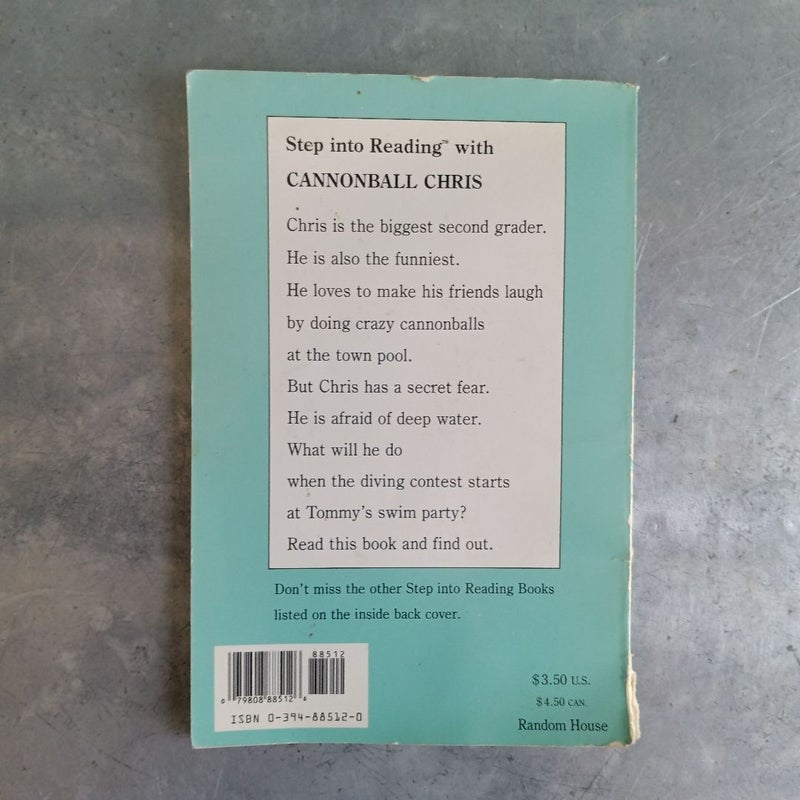 Step into Reading™ with
CANNONBALL CHRIS
Chris is the biggest second grader.
He is also the funniest.
He loves to make his friends laugh
by doing crazy cannonballs
at the town pool.
But Chris has a secret fear.
He is afraid of deep water.
What will he do
when the diving contest starts
at Tommy's swim party?
Read this book and find out.
Don't miss the other Step into Reading Books
listed on the inside back cover.
88512
0 79808 88512 6
ISBN 0-394-88512-0
$3.50 U.S.
$4.50 CAN.
Random House